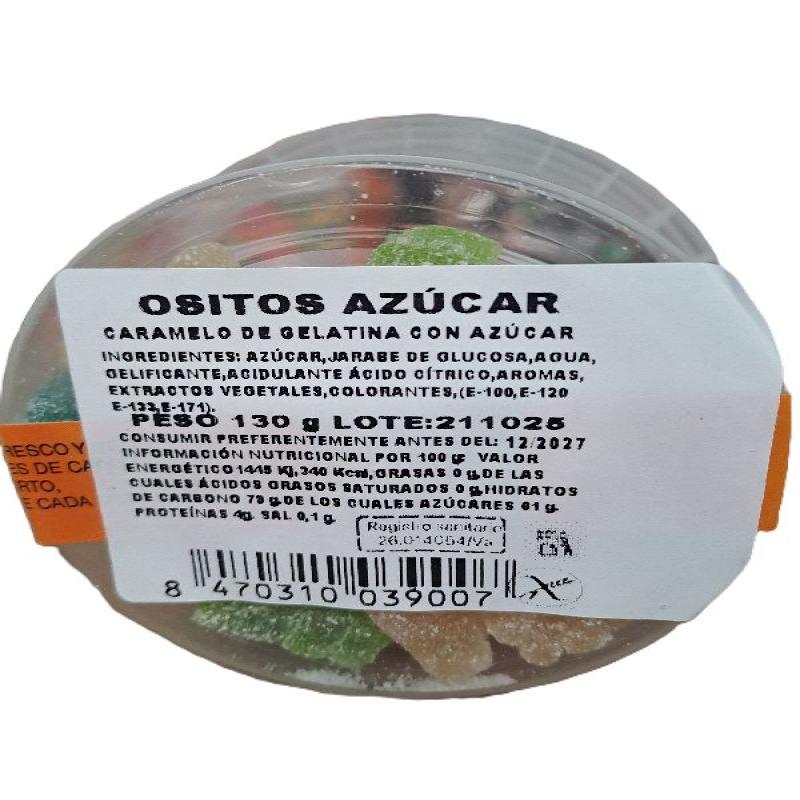 OSITOS AZÚCAR
CARAMELO DE GELATINA CON AZÚCAR
INGREDIENTES: AZÚCAR,JARABE DE GLUCOSA,AGUA,
GELIFICANTE,ACIDULANTE ÁCIDO CÍTRICO,AROMAS,
EXTRACTOS VEGETALES,COLORANTES,(E-100,E-120
E-133,E-171).
PESO 130 g LOTE:211025
CONSUMIR PREFERENTEMENTE ANTES DEL: 12/2027
INFORMACIÓN NUTRICIONAL POR 100 gr VALOR
ENERGÉTICO 1445 Kj,340 Kcal,GRASAS 0 g,DE LAS
CUALES ÁCIDOS GRASOS SATURADOS 0 g,HIDRATOS
DE CARBONO 79 g,DE LOS CUALES AZÚCARES 61 g.
PROTEÍNAS 4g. SAL 0,1 g.
Registro sanitario
26.014054/Va
8 470310 039007
RESCO Y
ES DE CA
RTO,
E CADA